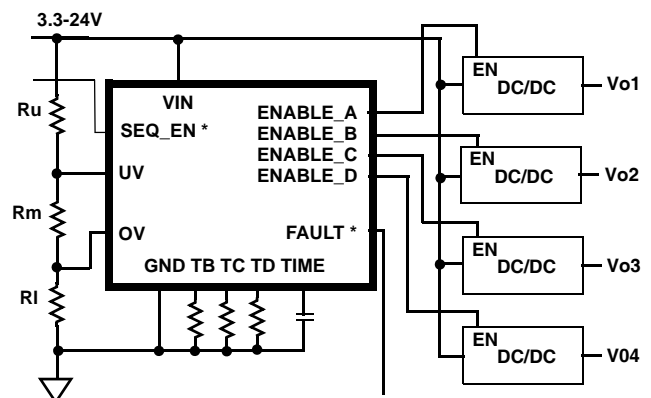 3.3-24V
VIN
SEQ_EN *
UV
OV
ENABLE_A
ENABLE_B
ENABLE_C
ENABLE_D
FAULT *
GND TB TC TD TIME
Ru
Rm
Rl
EN
DC/DC
Vo1
EN
DC/DC
Vo2
EN
DC/DC
Vo3
EN
DC/DC
V04